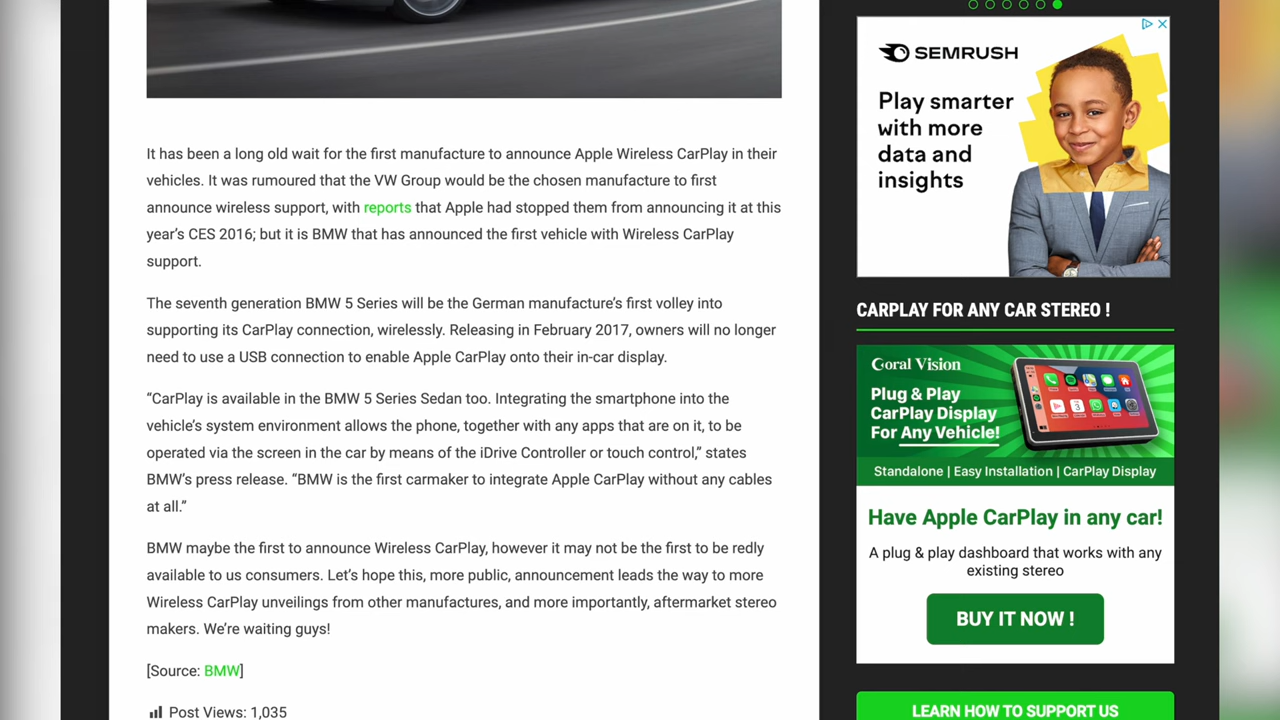 It has been a long old wait for the first manufacture to announce Apple Wireless CarPlay in their
vehicles. It was rumoured that the VW Group would be the chosen manufacture to first
announce wireless support, with reports that Apple had stopped them from announcing it at this
year's CES 2016; but it is BMW that has announced the first vehicle with Wireless CarPlay
support.
The seventh generation BMW 5 Series will be the German manufacture's first volley into
supporting its CarPlay connection, wirelessly. Releasing in February 2017, owners will no longer
need to use a USB connection to enable Apple CarPlay onto their in-car display.
“CarPlay is available in the BMW 5 Series Sedan too. Integrating the smartphone into the
vehicle's system environment allows the phone, together with any apps that are on it, to be
operated via the screen in the car by means of the iDrive Controller or touch control,” states
BMW's press release. “BMW is the first carmaker to integrate Apple CarPlay without any cables
at all.”
BMW maybe the first to announce Wireless CarPlay, however it may not be the first to be redly
available to us consumers. Let's hope this, more public, announcement leads the way to more
Wireless CarPlay unveilings from other manufactures, and more importantly, aftermarket stereo
makers. We're waiting guys!
[Source: BMW]
Post Views: 1,035
SEMRUSH
Play smarter
with more
data and
insights
CARPLAY FOR ANY CAR STEREO !
Coral Vision
Plug & Play
CarPlay Display
For Any Vehicle!
Standalone | Easy Installation | CarPlay Display
Have Apple CarPlay in any car!
A plug & play dashboard that works with any
existing stereo
BUY IT NOW !
LEARN HOW TO SUPPORT US